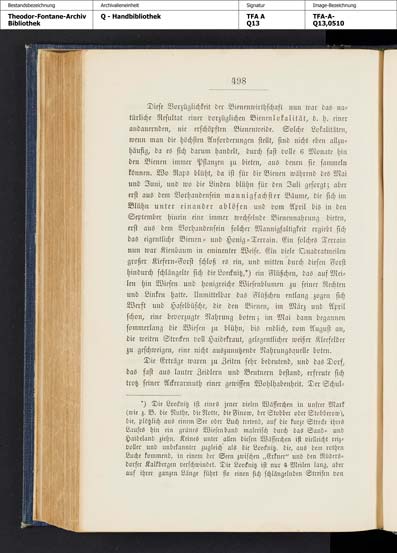 Bestandsbezeichnung
Archivalieneinheit
Signatur
Image-Bezeichnung
Theodor-Fontane-Archiv
Bibliothek
Q - Handbibliothek
TFA A
Q13
TFA-A-
Q13,0510
498
Diese Vorzüglichkeit der Bienenwirthschaft nun war das na-
türliche Resultat einer vorzüglichen Bienenlokalität, d. h. einer
andauernden, nie erschöpften Bienenweide. Solche Lokalitäten,
wenn man die höchsten Anforderungen stellt, sind nicht eben allzu-
häufig, da es sich darum handelt, durch fast volle 6 Monate hin
den Bienen immer Pflanzen zu bieten, aus denen sie sammeln
können. Wo Raps blüht, da ist für die Bienen während des Mai
und Juni, und wo die Linden blühn für den Juli gesorgt; aber
erst aus dem Vorhandensein mannigfachster Bäume, die sich im
Blühn unter einander ablösen und vom April bis in den
September hinein eine immer wechselnde Bienennahrung bieten,
erst aus dem Vorhandensein solcher Mannigfaltigkeit ergiebt sich
das eigentliche Bienen- und Honig-Terrain. Ein solches Terrain
nun war Kienbaum in eminenter Weise. Ein viele Quadratmeilen
großer Kiefern-Forst schloß es ein, und mitten durch diesen Forst
hindurch schlängelte sich die Loecknitz,*) ein Flüßchen, das auf Mei-
len hin Wiesen und honigreiche Wiesenblumen zu seiner Rechten
und Linken hatte. Unmittelbar das Flüßchen entlang zogen sich
Werft und Haselbüsche, die den Bienen, im März und April
schon, eine bevorzugte Nahrung boten; im Mai dann begannen
sommerlang die Wiesen zu blühn, bis endlich, vom August an,
die weiten Strecken voll Haidekraut, gelegentlicher weißer Kleefelder
zu geschweigen, eine nicht auszunutzende Nahrungsquelle boten.
Die Erträge waren zu Zeiten sehr bedeutend, und das Dorf,
das fast aus lauter Zeidlern und Beutnern bestand, erfreute sich
trotz seiner Ackerarmuth einer gewissen Wohlhabenheit. Der Schul-
*) Die Loecknitz ist eines jener vielen Wässerchen in unsrer Mark
(wie z. B. die Nuthe, die Notte, die Finow, der Stobber oder Stobberow),
die, plötzlich aus einem See oder Luch tretend, auf die kurze Strecke ihres
Laufes hin ein grünes Wiesenband malerisch durch das Sand- und
Haideland ziehn. Keines unter allen diesen Wässerchen ist vielleicht reiz-
voller und unbekannter zugleich als die Loecknitz, die, aus dem rothen
Luche kommend, in einem der Seen zwischen „Erkner“ und den Rüders-
dorfer Kalkbergen verschwindet. Die Loecknitz ist nur 4 Meilen lang, aber
auf ihrer ganzen Länge führt sie einen sich schlängelnden Streifen von